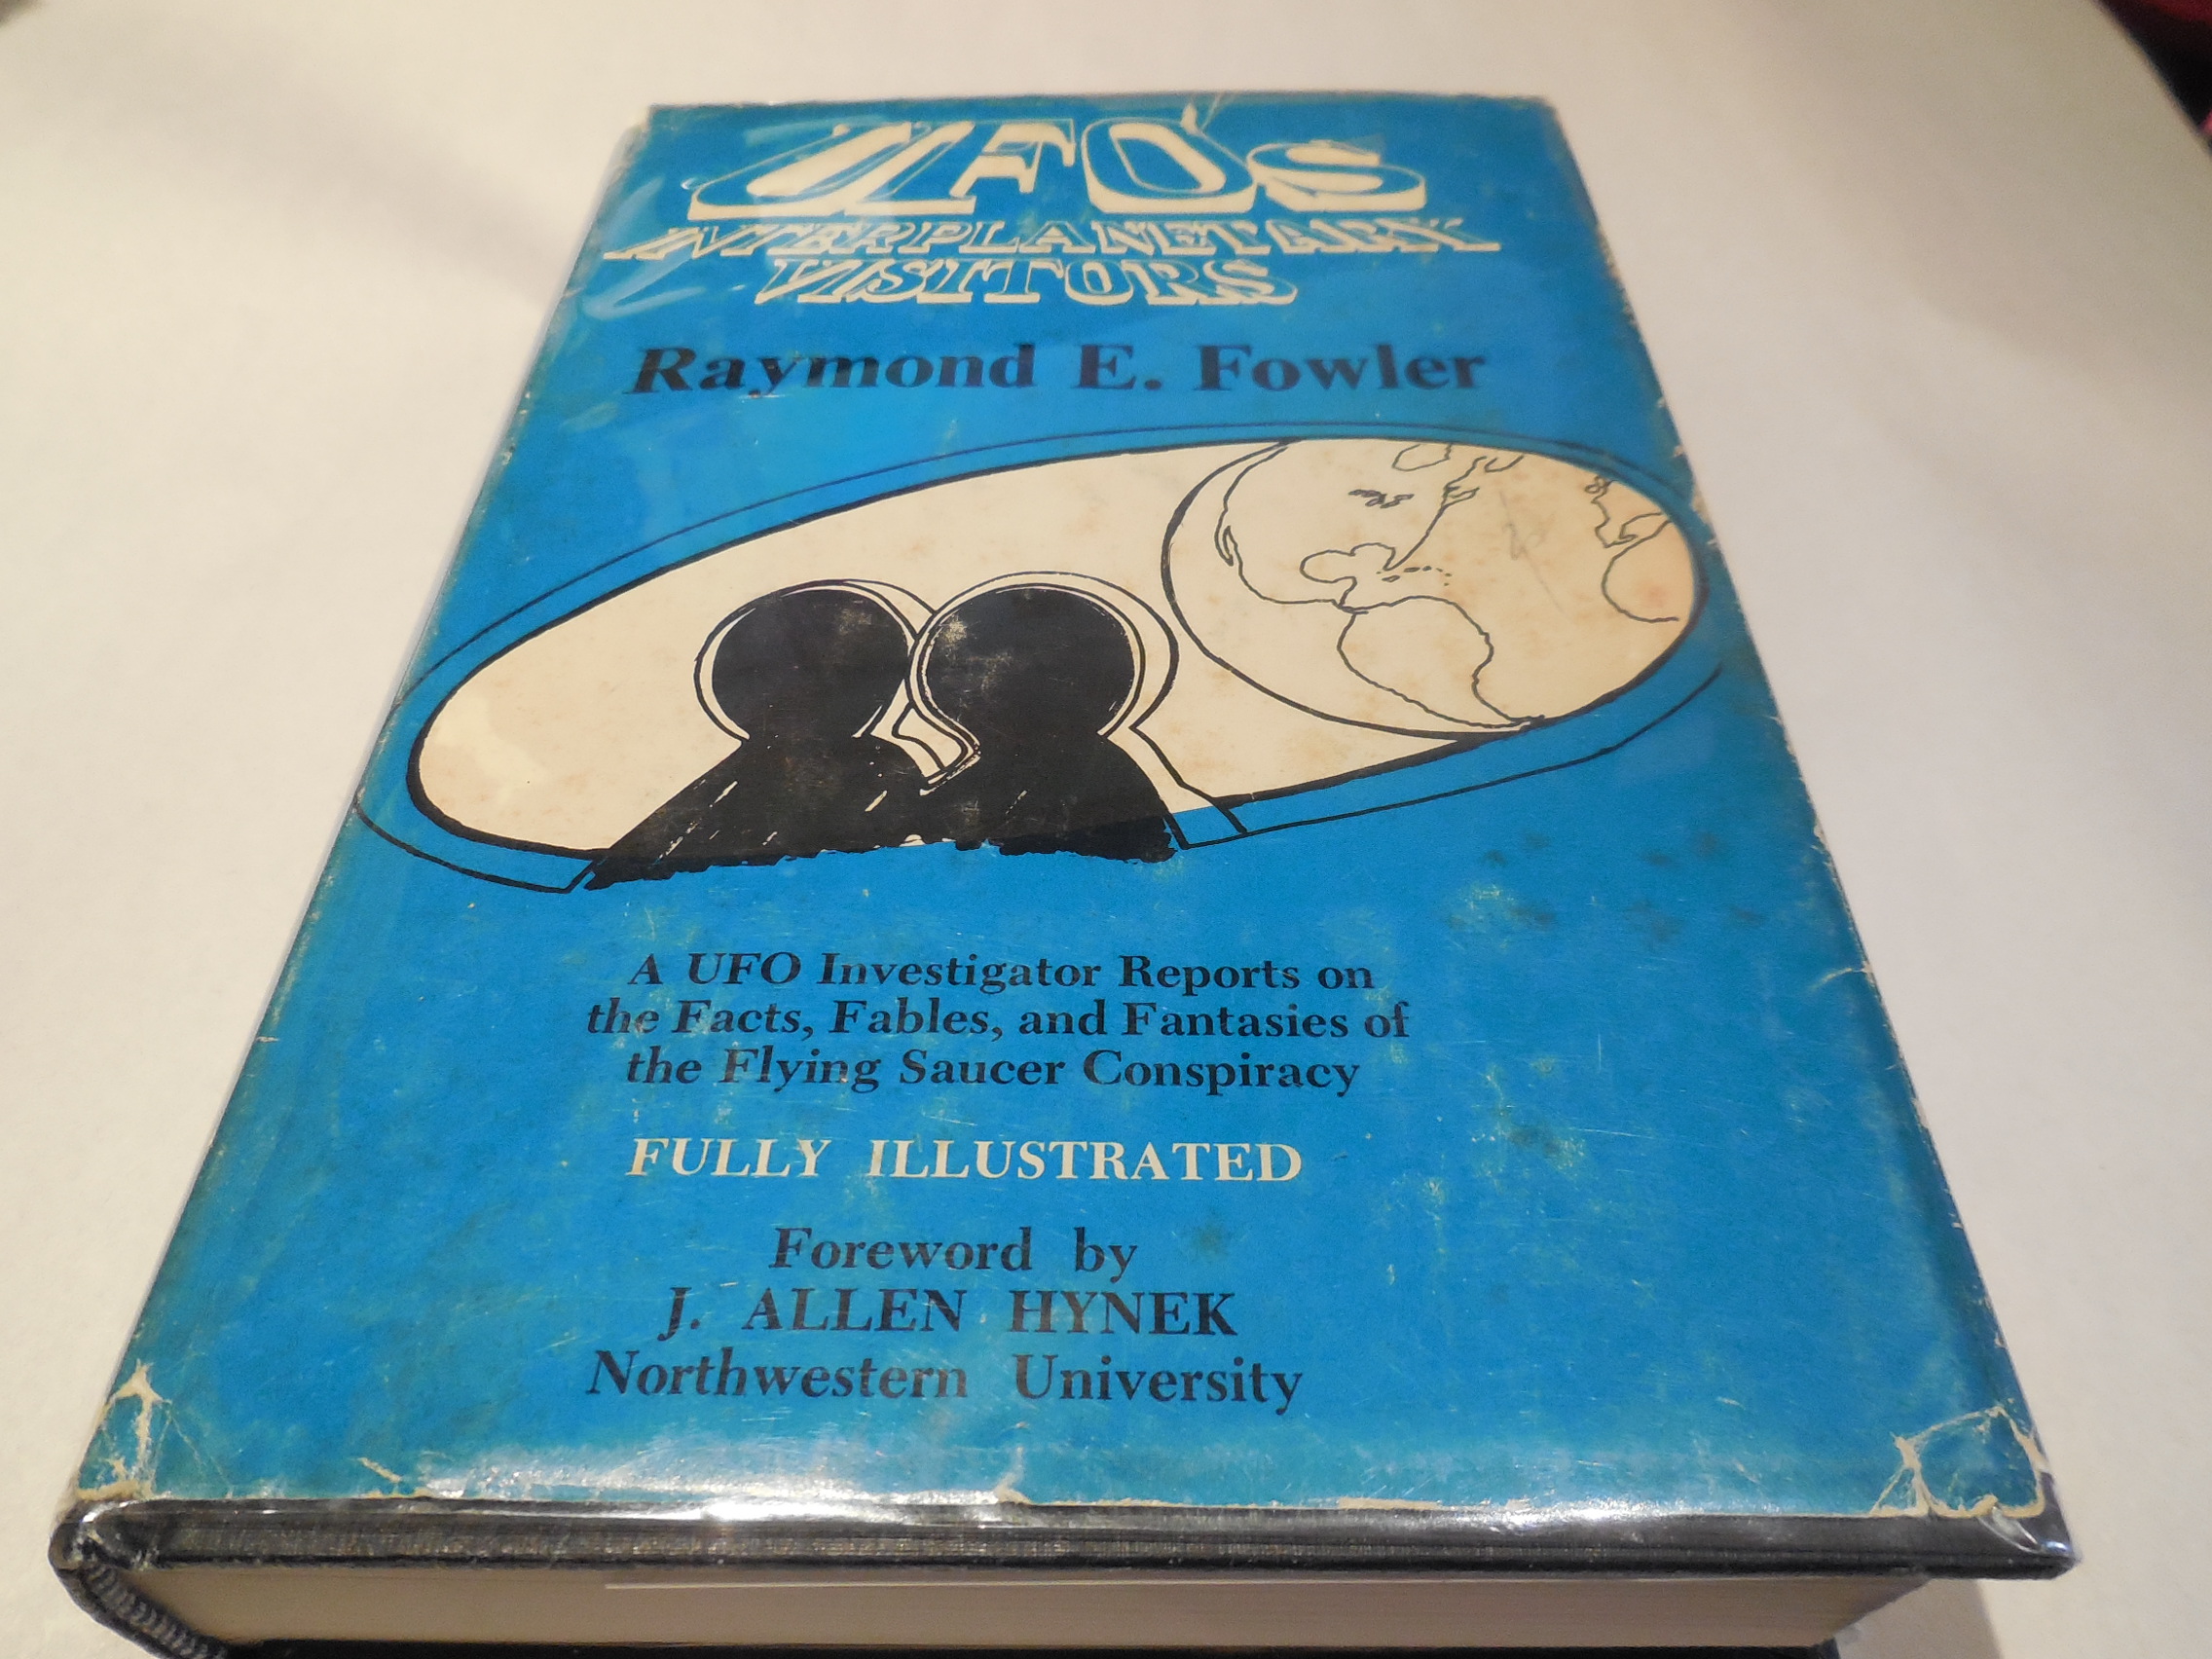 UFOs
INTERPLANETARY
VISITORS
Raymond E. Fowler
A UFO Investigator Reports on
the Facts, Fables, and Fantasies of
the Flying Saucer Conspiracy
FULLY ILLUSTRATED
Foreword by
J. ALLEN HYNEK
Northwestern University